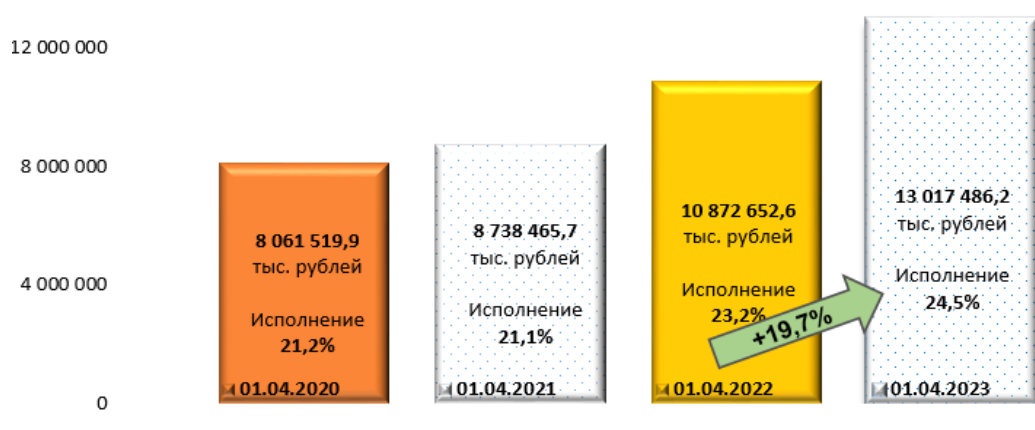 12 000 000
8 000 000
4 000 000
0
8 061 519,9
тыс. рублей
Исполнение
21,2%
01.04.2020
8 738 465,7
тыс. рублей
Исполнение
21,1%
01.04.2021
10 872 652,6
тыс. рублей
Исполнение
23,2%
01.04.2022
+19,7%
13 017 486,2
тыс. рублей
Исполнение
24,5%
01.04.2023